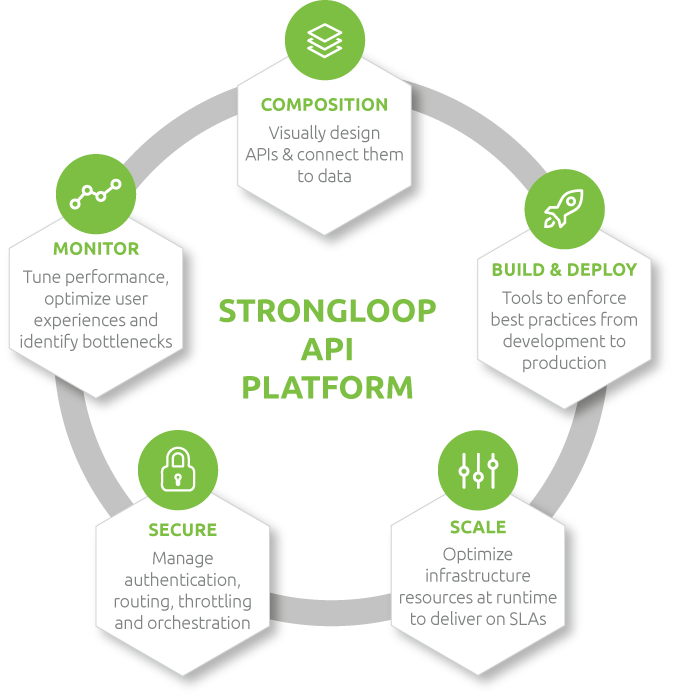 COMPOSITION
Visually design
APIs & connect them
to data
MONITOR
Tune performance,
optimize user
experiences and
identify bottlenecks
BUILD & DEPLOY
Tools to enforce
best practices from
development to
production
STRONGLOOP
API
PLATFORM
SECURE
Manage
authentication,
routing, throttling
and orchestration
SCALE
Optimize
infrastructure
resources at runtime
to deliver on SLAs